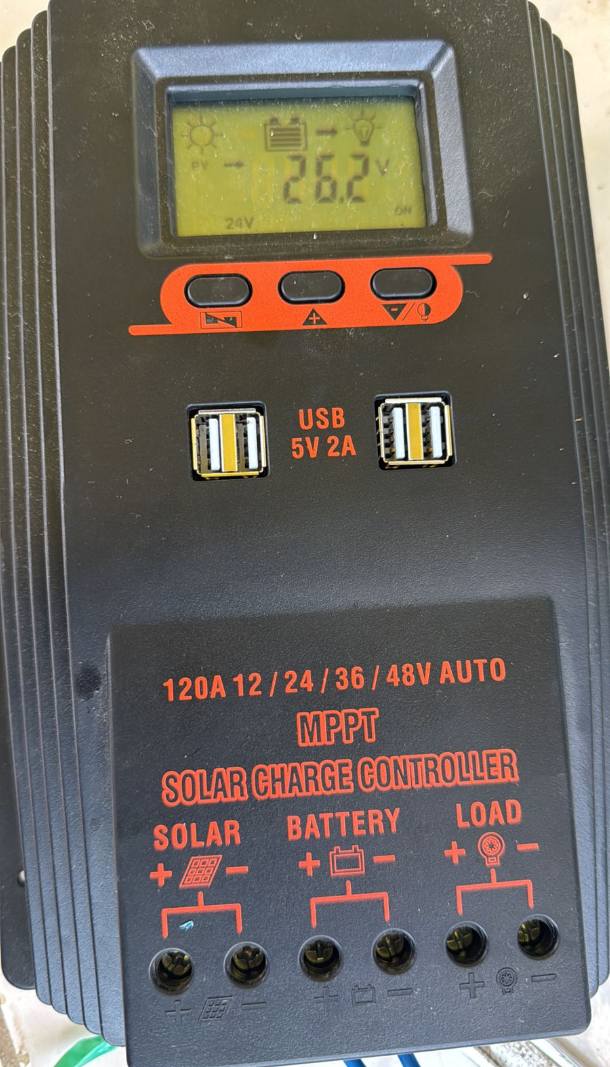 PV
26.2V
24V
ON
USB
5V 2A
120A 12 / 24 / 36 / 48V AUTO
MPPT
SOLAR CHARGE CONTROLLER
SOLAR BATTERY LOAD
+ - + - + -
+ - + - + -